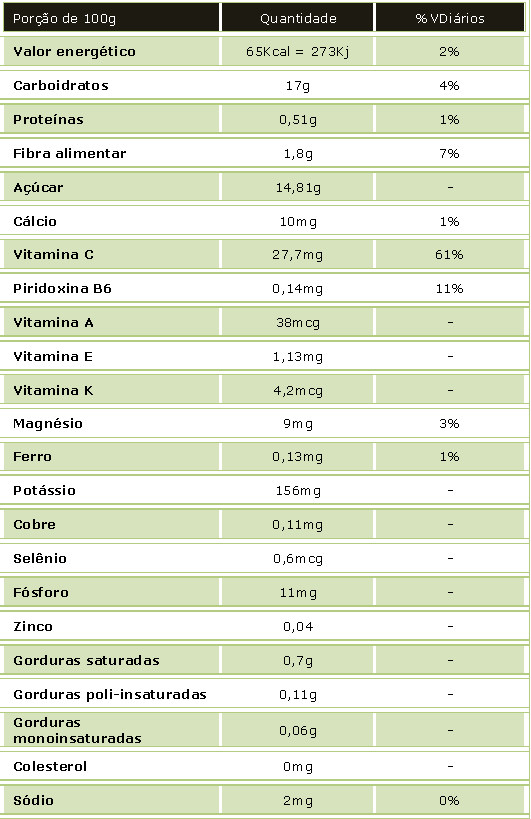 Porção de 100g Quantidade % VDiários
Valor energético 65Kcal = 273Kj 2%
Carboidratos 17g 4%
Proteínas 0,51g 1%
Fibra alimentar 1,8g 7%
Açúcar 14,81g -
Cálcio 10mg 1%
Vitamina C 27,7mg 61%
Piridoxina B6 0,14mg 11%
Vitamina A 38mcg -
Vitamina E 1,13mg -
Vitamina K 4,2mcg -
Magnésio 9mg 3%
Ferro 0,13mg 1%
Potássio 156mg -
Cobre 0,11mg -
Selênio 0,6mcg -
Fósforo 11mg -
Zinco 0,04 -
Gorduras saturadas 0,7g -
Gorduras poli-insaturadas 0,11g -
Gorduras
monoinsaturadas 0,06g -
Colesterol 0mg -
Sódio 2mg 0%